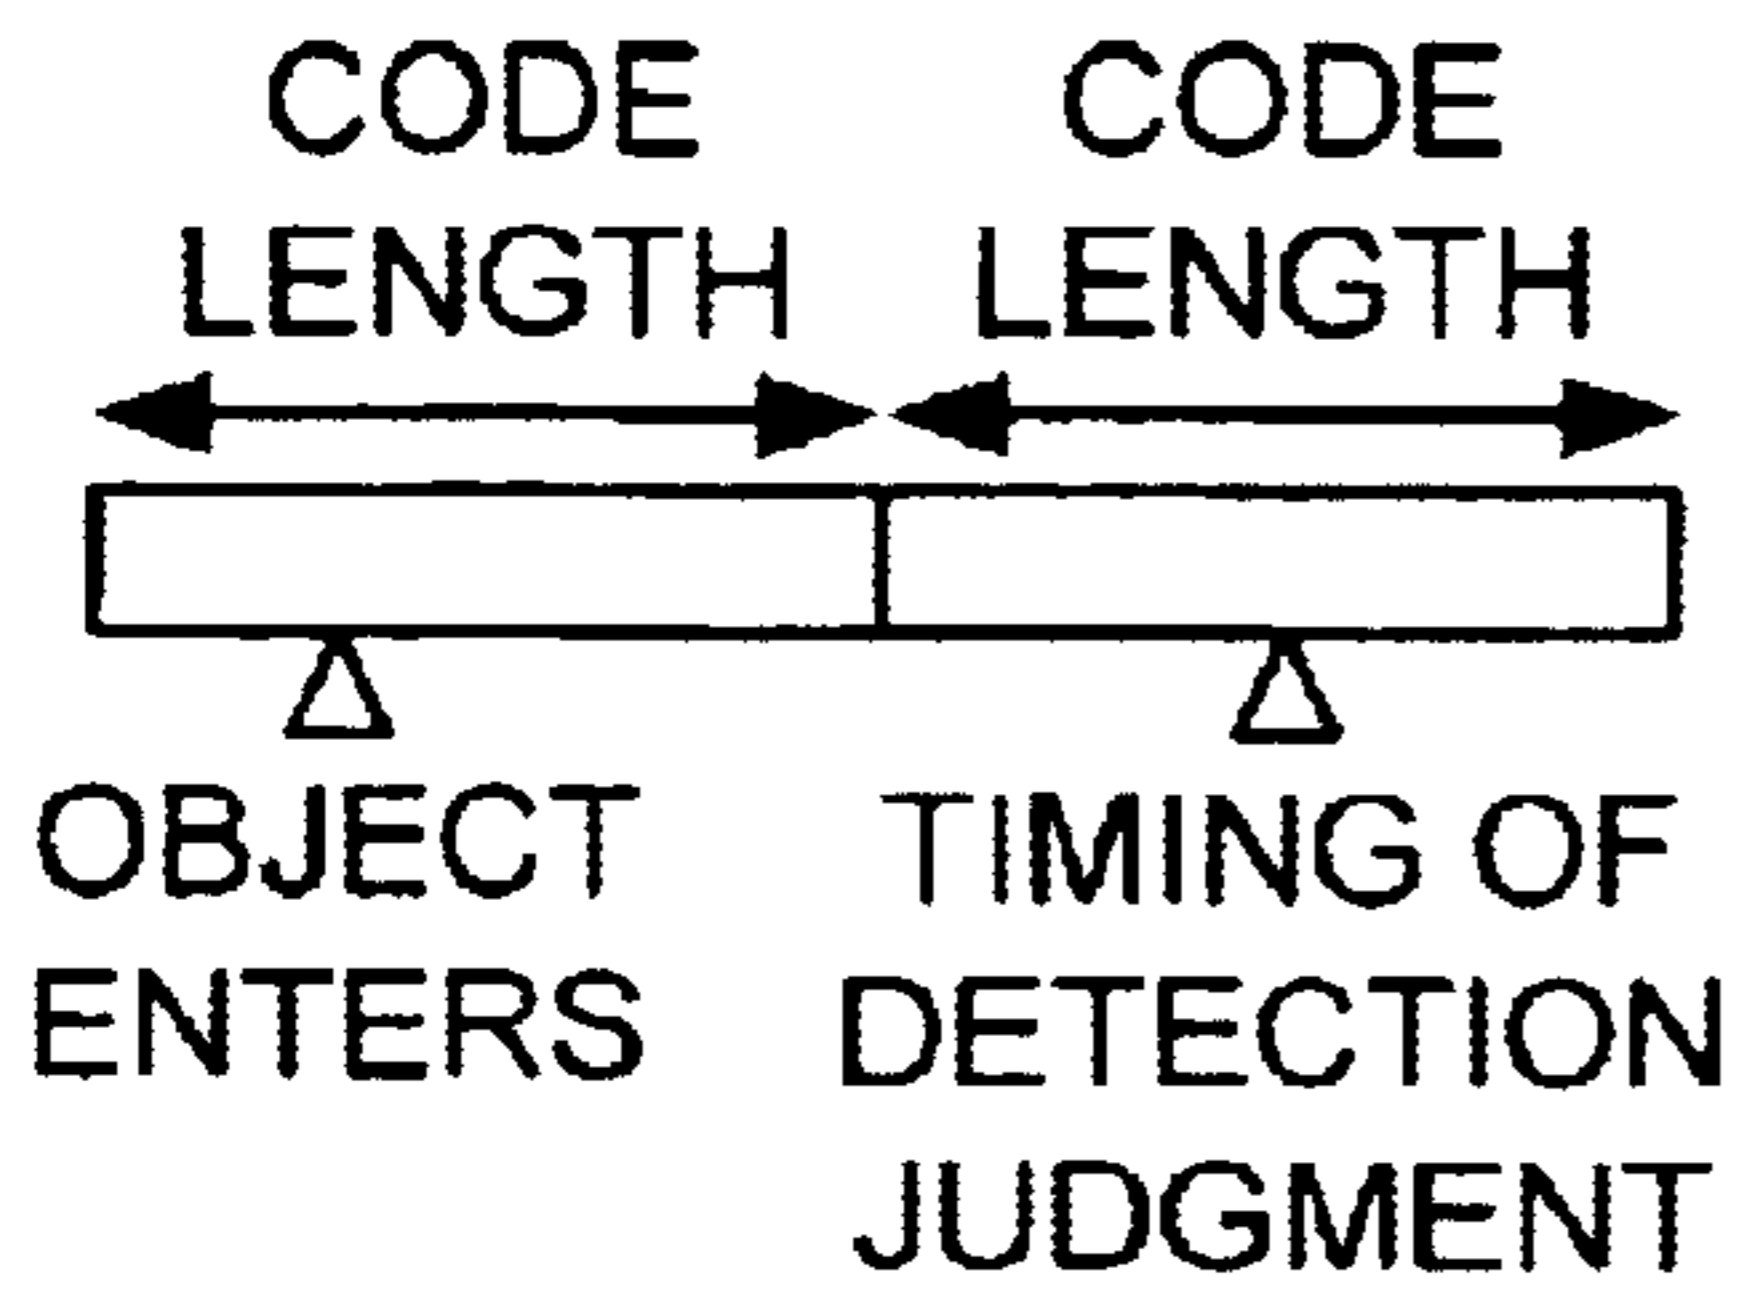 CODE
LENGTH
CODE
LENGTH
OBJECT
ENTERS
TIMING OF
DETECTION
JUDGMENT